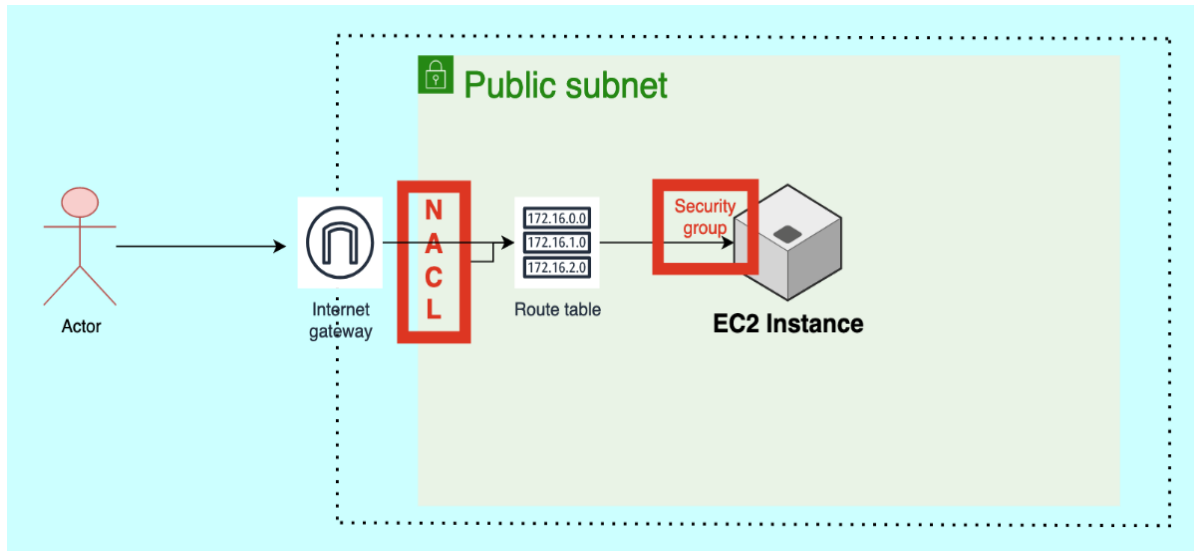 Public subnet
Actor
Internet
gateway
N
A
C
L
172.16.0.0
172.16.1.0
172.16.2.0
Route table
Security
group
EC2 Instance